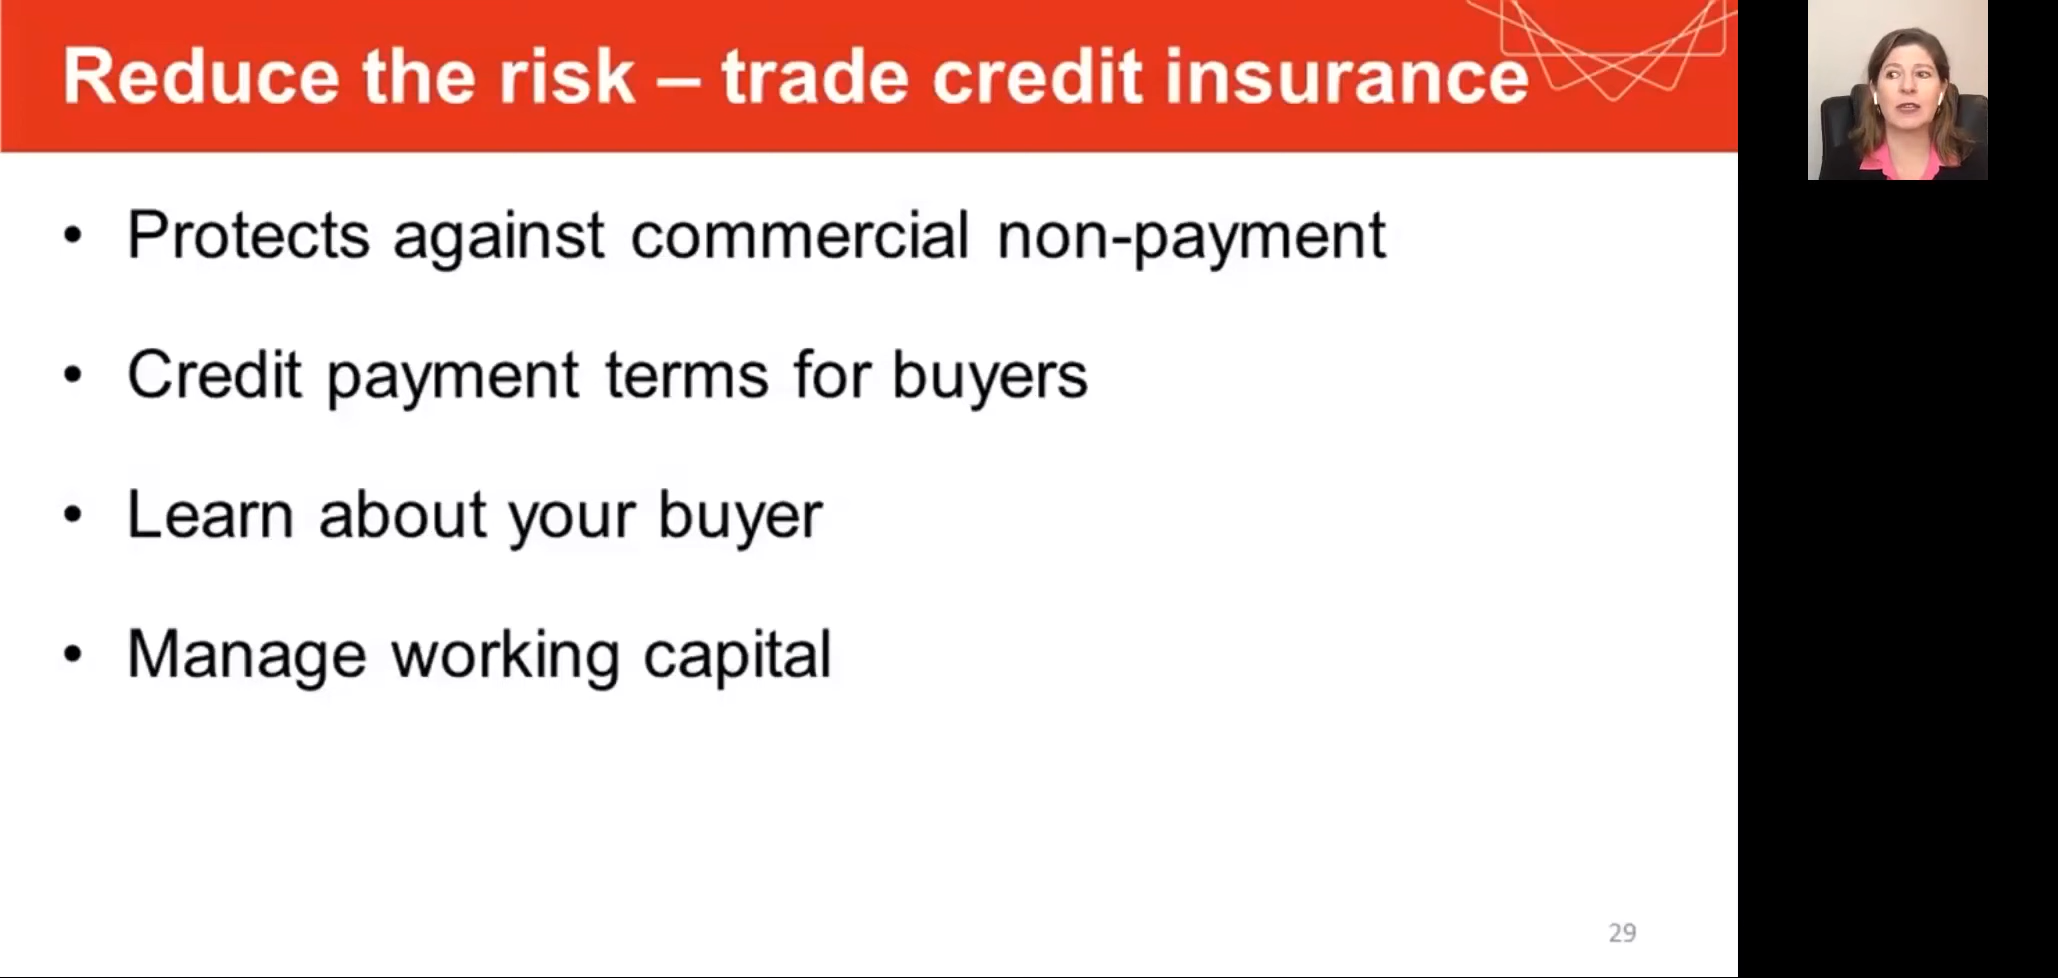 Reduce the risk – trade credit insurance
• Protects against commercial non-payment
• Credit payment terms for buyers
• Learn about your buyer
• Manage working capital
29